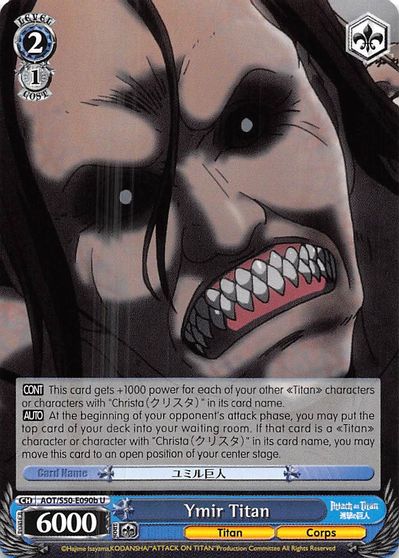 LEVEL
2
1
COST
CONT This card gets +1000 power for each of your other «Titan» characters
or characters with "Christa(クリスタ)" in its card name.
AUTO At the beginning of your opponent's attack phase, you may put the
top card of your deck into your waiting room. If that card is a «Titan»
character or character with "Christa(クリスタ)" in its card name, you may
move this card to an open position of your center stage.
Card Name
ユミル巨人
CH AOT/S50-E090b U
Attack on Titan
進撃の巨人
6000
Ymir Titan
Titan
Corps
©Hajime Isayama,KODANSHA/"ATTACK ON TITAN"Production Committee All Rights Reserved.